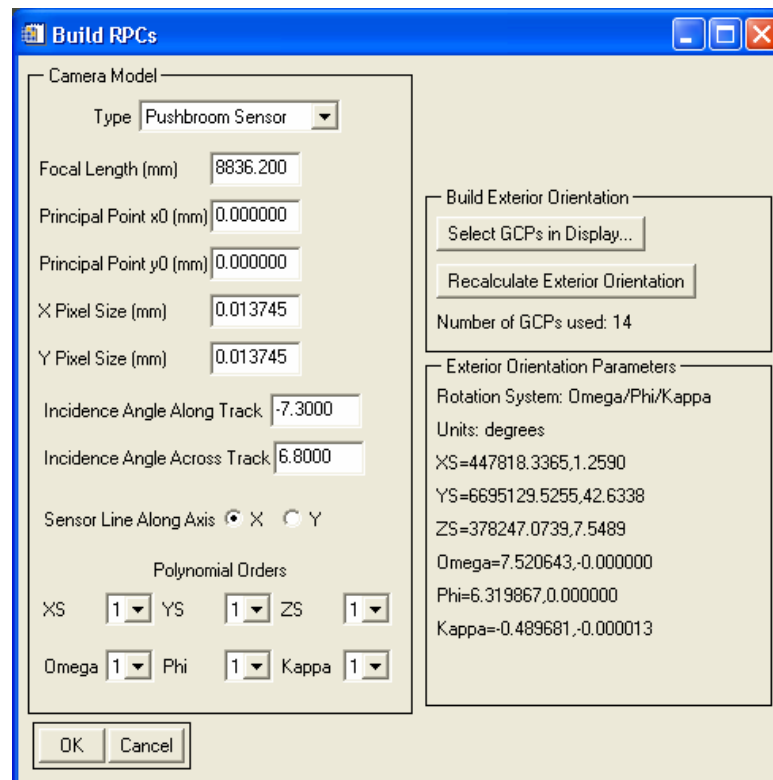 Build RPCs
Camera Model
Type Pushbroom Sensor
Focal Length (mm) 8836.200
Principal Point x0 (mm) 0.000000
Principal Point y0 (mm) 0.000000
X Pixel Size (mm) 0.013745
Y Pixel Size (mm) 0.013745
Incidence Angle Along Track -7.3000
Incidence Angle Across Track 6.8000
Sensor Line Along Axis X Y
Polynomial Orders
XS 1 YS 1 ZS 1
Omega 1 Phi 1 Kappa 1
OK Cancel
Build Exterior Orientation
Select GCPs in Display...
Recalculate Exterior Orientation
Number of GCPs used: 14
Exterior Orientation Parameters
Rotation System: Omega/Phi/Kappa
Units: degrees
XS=447818.3365,1.2590
YS=6695129.5255,42.6338
ZS=378247.0739,7.5489
Omega=7.520643,-0.000000
Phi=6.319867,0.000000
Kappa=-0.489681,-0.000013